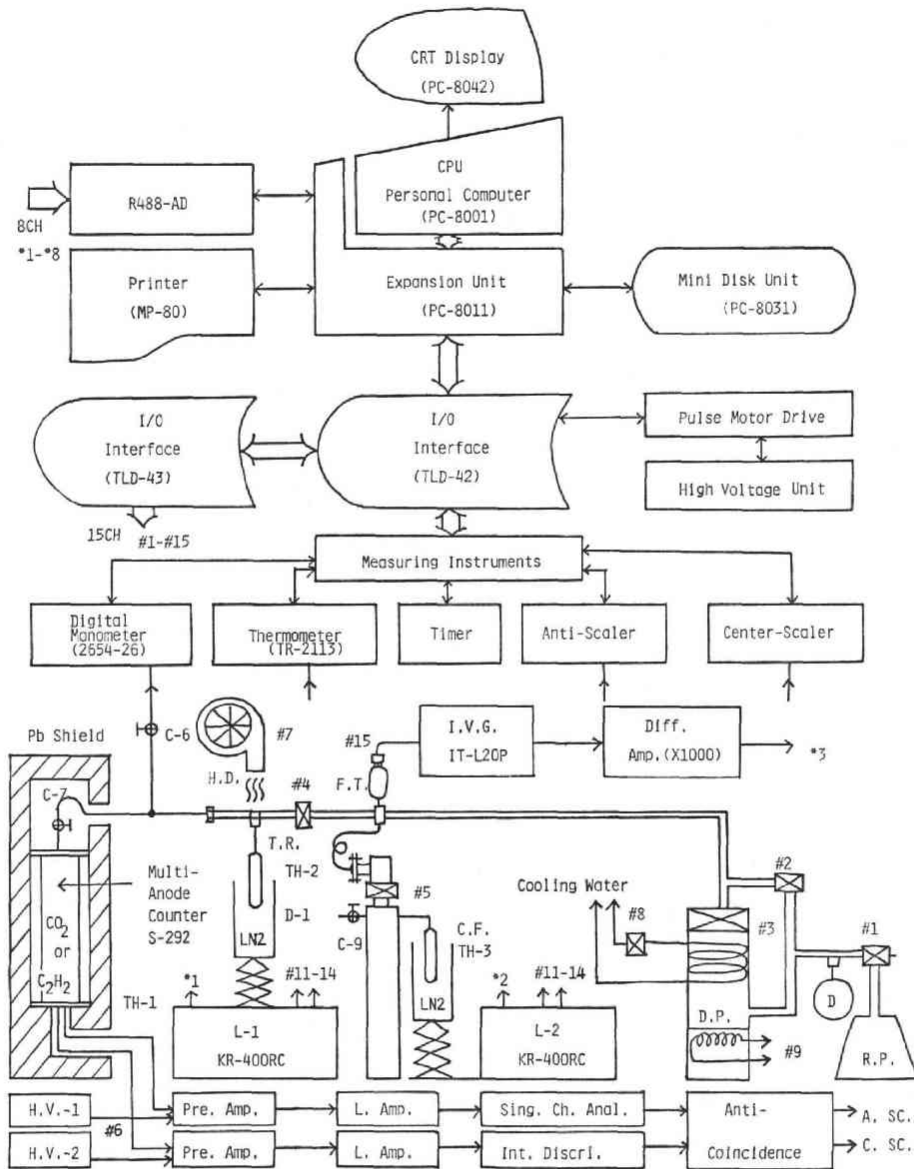 CRT Display
(PC-8042)
CPU
Personal Computer
(PC-8001)
R488-AD
8CH
*1-*8
Printer
(MP-80)
Expansion Unit
(PC-8011)
Mini Disk Unit
(PC-8031)
I/O
Interface
(TLD-43)
I/O
Interface
(TLD-42)
Pulse Motor Drive
High Voltage Unit
15CH #1-#15
Measuring Instruments
Digital
Manometer
(2654-26)
Thermometer
(TR-2113)
Timer
Anti-Scaler
Center-Scaler
Pb Shield
C-6
#7
#15
I.V.G.
IT-L20P
Diff.
Amp.(X1000)
*3
H.D.
#4
F.T.
C-7
T.R.
TH-2
#5
Cooling Water
#2
Multi-
Anode
Counter
S-292
D-1
C-9
C.F.
TH-3
#8
#3
#1
CO2
or
C2H2
LN2
LN2
D
TH-1
*1
#11-14
*2
#11-14
D.P.
L-1
KR-400RC
L-2
KR-400RC
#9
R.P.
H.V.-1
Pre. Amp.
L. Amp.
Sing. Ch. Anal.
Anti-
Coincidence
A. SC.
#6
H.V.-2
Pre. Amp.
L. Amp.
Int. Discri.
C. SC.